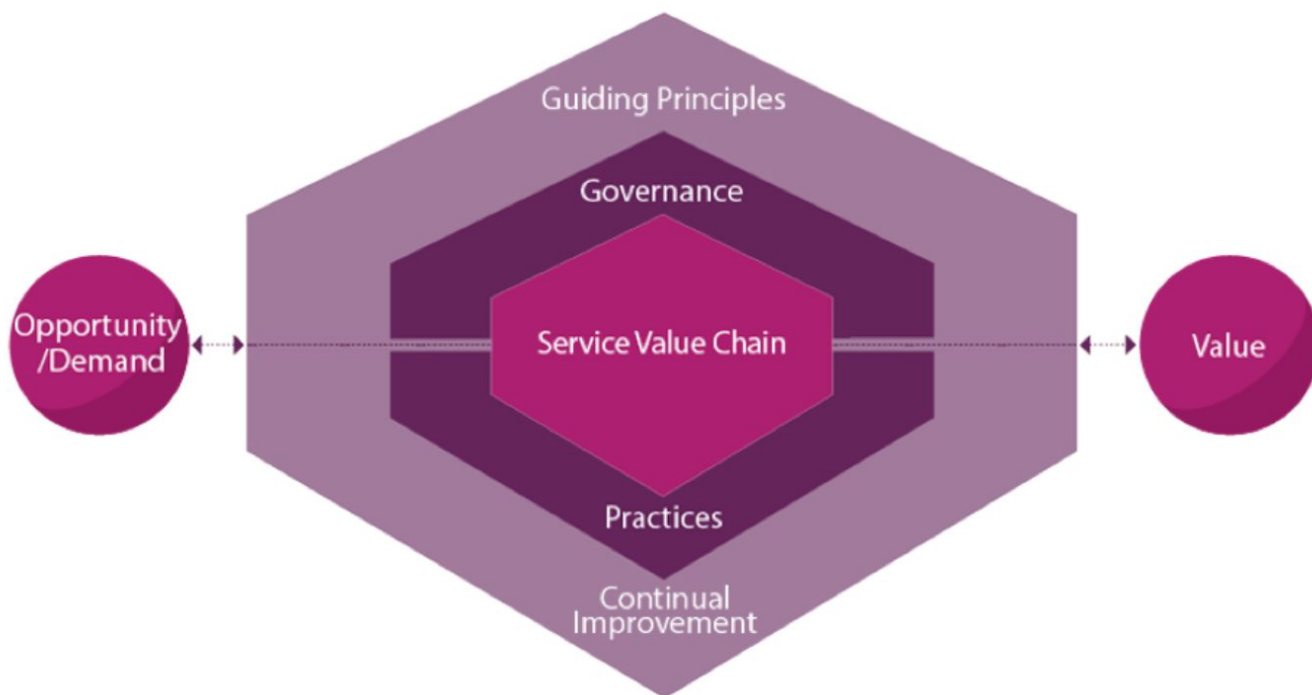 Guiding Principles
Governance
Opportunity
/Demand
Service Value Chain
Value
Practices
Continual
Improvement